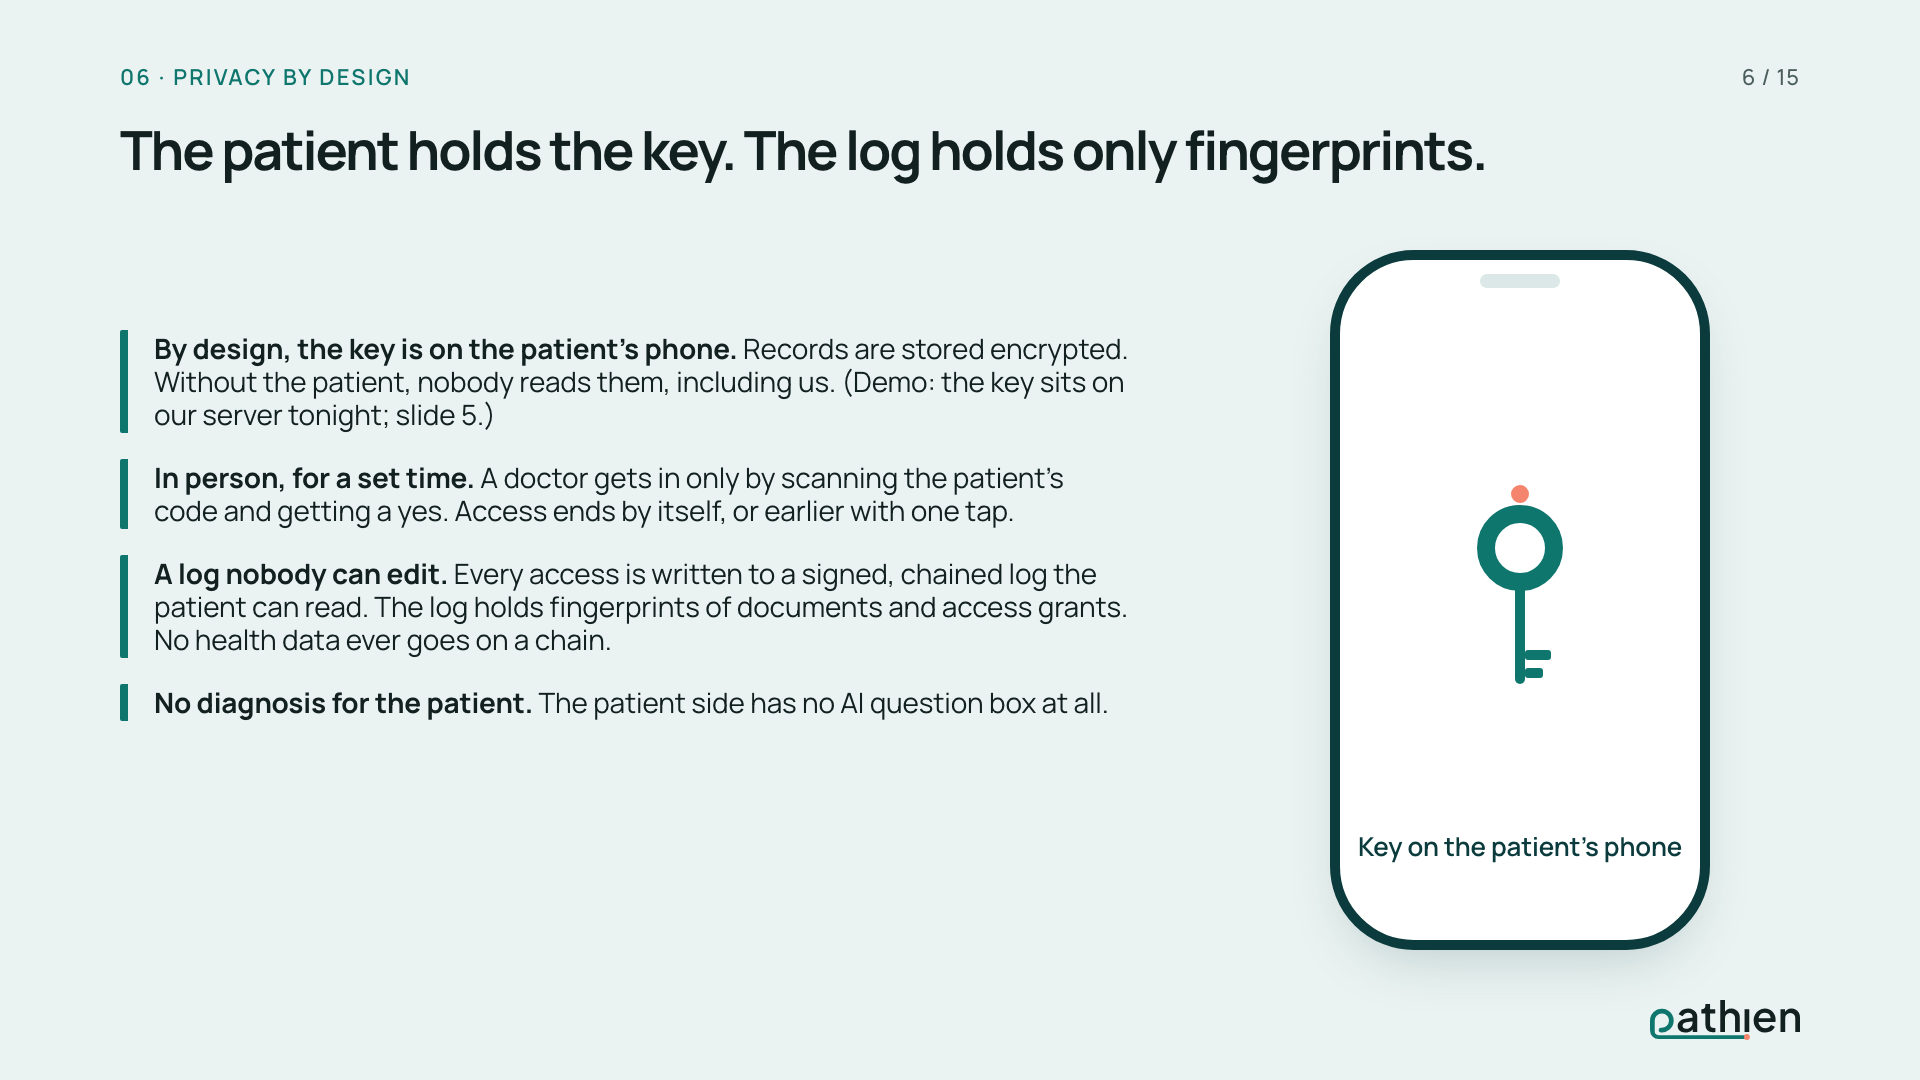 06 · PRIVACY BY DESIGN
6 / 15
The patient holds the key. The log holds only fingerprints.
By design, the key is on the patient’s phone. Records are stored encrypted.
Without the patient, nobody reads them, including us. (Demo: the key sits on
our server tonight; slide 5.)
In person, for a set time. A doctor gets in only by scanning the patient’s
code and getting a yes. Access ends by itself, or earlier with one tap.
A log nobody can edit. Every access is written to a signed, chained log the
patient can read. The log holds fingerprints of documents and access grants.
No health data ever goes on a chain.
No diagnosis for the patient. The patient side has no AI question box at all.
Key on the patient’s phone
pathien